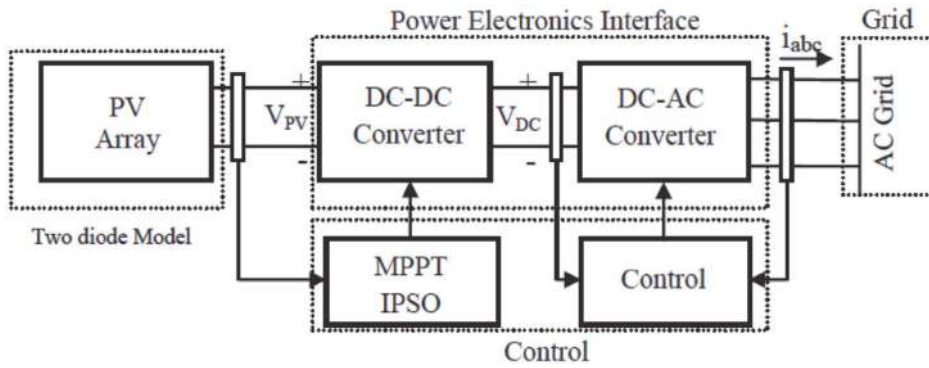 Power Electronics Interface
Grid
i_abc
PV
Array
+
V_PV
-
DC-DC
Converter
+
V_DC
-
DC-AC
Converter
AC Grid
Two diode Model
MPPT
IPSO
Control
Control